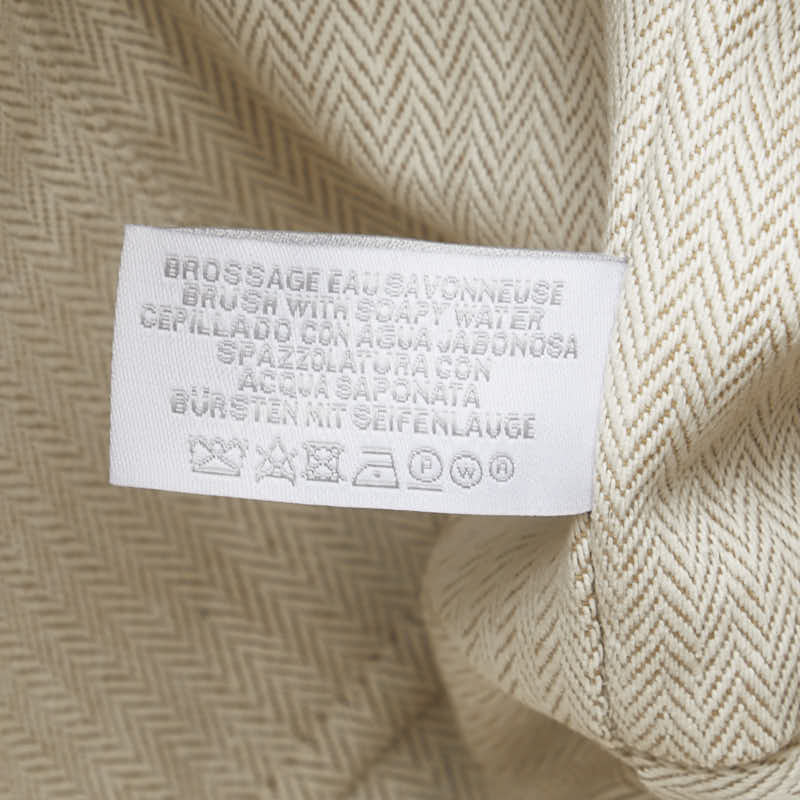 BROSSAGE EAU SAVONNEUSE
BRUSH WITH SOAPY WATER
CEPILLADO CON AGUA JABONOSA
SPAZZOLATURA CON
ACQUA SAPONATA
BÜRSTEN MIT SEIFENLAUGE
P W ®